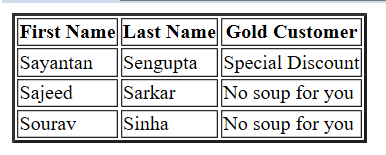 First Name Last Name Gold Customer
Sayantan Sengupta Special Discount
Sajeed Sarkar No soup for you
Sourav Sinha No soup for you